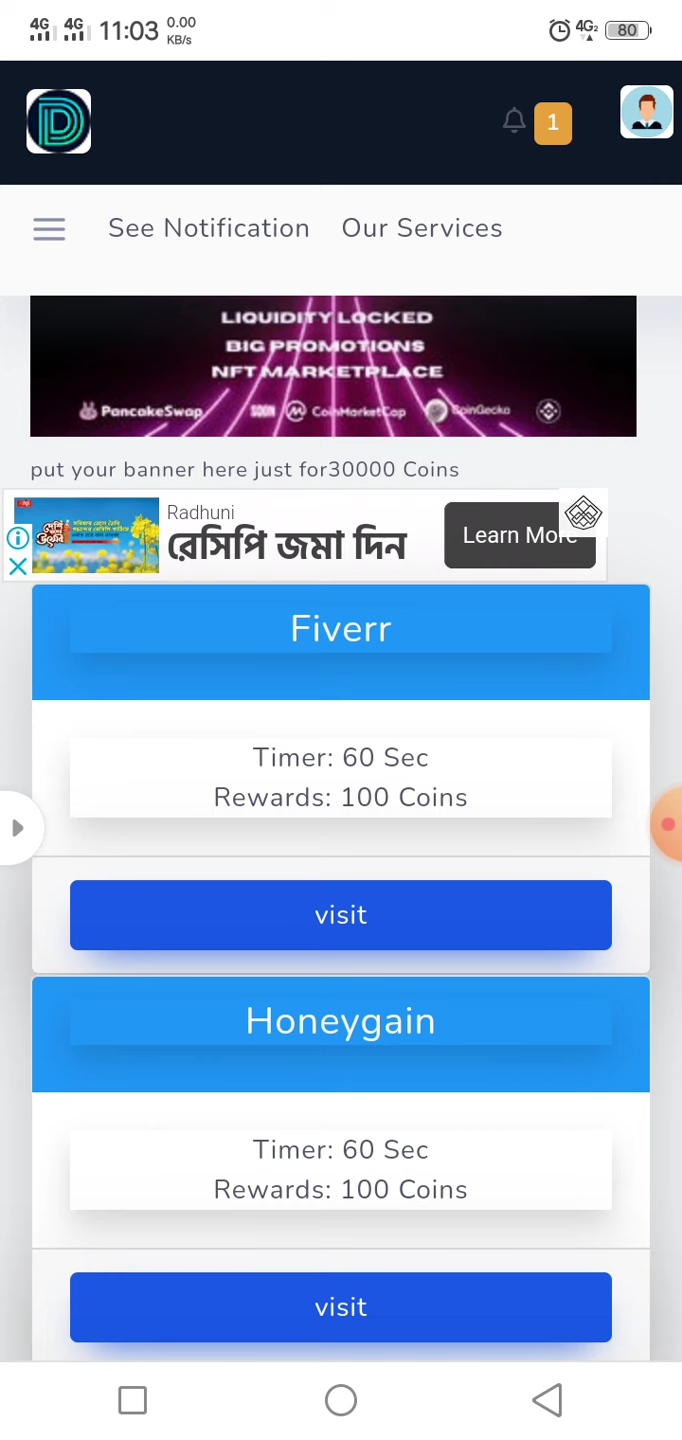 4G 4G 11:03 0.00 KB/s 4G2 80
1
See Notification Our Services
LIQUIDITY LOCKED
BIG PROMOTIONS
NFT MARKETPLACE
PancakeSwap SOON CoinMarketCap CoinGecko
put your banner here just for30000 Coins
Radhuni
রেসিপি জমা দিন
Learn More
Fiverr
Timer: 60 Sec
Rewards: 100 Coins
visit
Honeygain
Timer: 60 Sec
Rewards: 100 Coins
visit